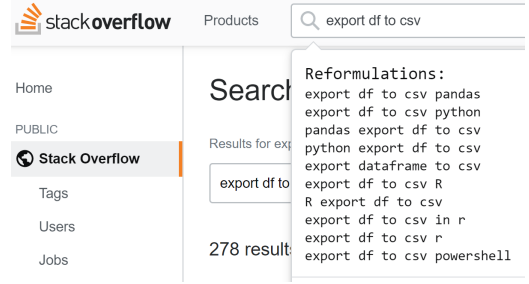 stackoverflow
Products
export df to csv
Home
PUBLIC
Stack Overflow
Tags
Users
Jobs
Results for
export df to
278
Reformulations:
export df to csv pandas
export df to csv python
pandas export df to csv
python export df to csv
export dataframe to csv
export df to csv R
R export df to csv
export df to csv in r
export df to csv r
export df to csv powershell